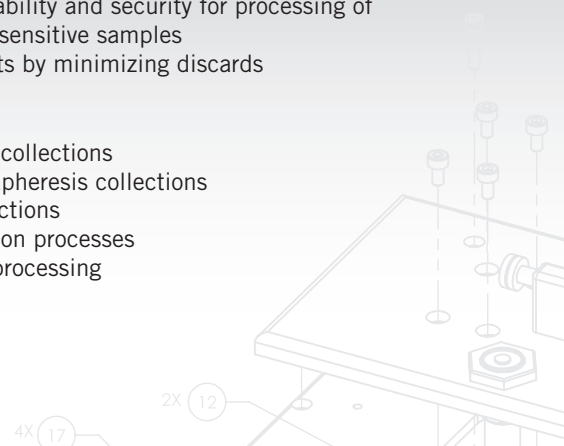 ability and security for processing of
sensitive samples
ts by minimizing discards
collections
pheresis collections
ctions
on processes
processing
2X 12
4X 17